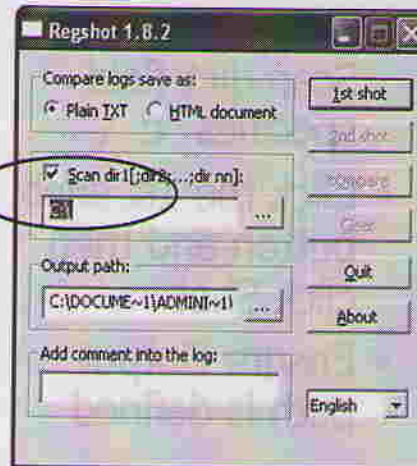 Regshot 1.8.2
Compare logs save as:
Plain TXT HTML document
1st shot
2nd shot
Scan dir1[;dir2;...;dir nn]:
compare
...
Clear
Output path:
Quit
C:\DOCUME~1\ADMINI~1\
...
About
Add comment into the log:
English